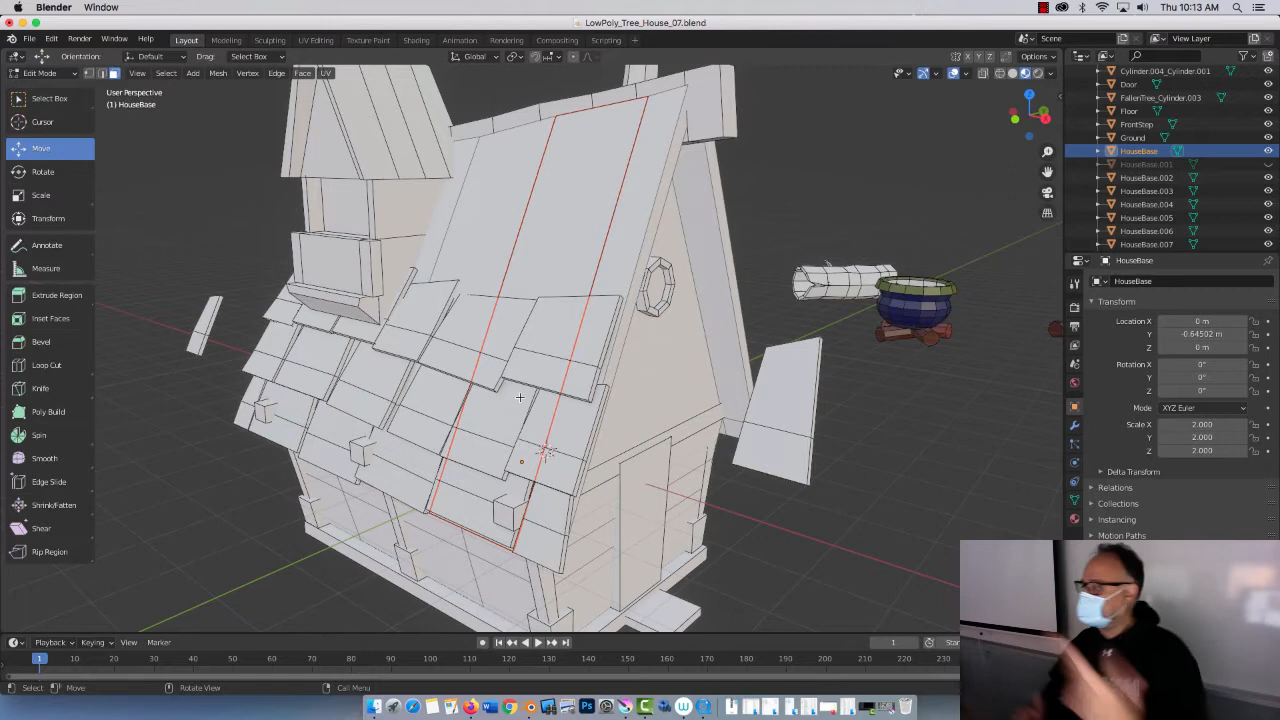 Blender Window Thu 10:13 AM
LowPoly_Tree_House_07.blend
File Edit Render Window Help Layout Modeling Sculpting UV Editing Texture Paint Shading Animation Rendering Compositing Scripting + Scene View Layer
Orientation: Default Drag: Select Box Global X Y Z Options
Edit Mode View Select Add Mesh Vertex Edge Face UV
User Perspective
(1) HouseBase
Select Box
Cursor
Move
Rotate
Scale
Transform
Annotate
Measure
Extrude Region
Inset Faces
Bevel
Loop Cut
Knife
Poly Build
Spin
Smooth
Edge Slide
Shrink/Fatten
Shear
Rip Region
Z
Cylinder.004_Cylinder.001
Door
FallenTree_Cylinder.003
Floor
FrontStep
Ground
HouseBase
HouseBase.001
HouseBase.002
HouseBase.003
HouseBase.004
HouseBase.005
HouseBase.006
HouseBase.007
HouseBase
HouseBase
Transform
Location X 0 m
Y -0.64502 m
Z 0 m
Rotation X 0°
Y 0°
Z 0°
Mode XYZ Euler
Scale X 2.000
Y 2.000
Z 2.000
Delta Transform
Relations
Collections
Instancing
Motion Paths
Playback Keying View Marker 1 Star
1 10 20 30 40 50 60 70 80 90 100 110 120 130 140 150 160 170 180 190 200 210 220 230
Select Move Rotate View Call Menu